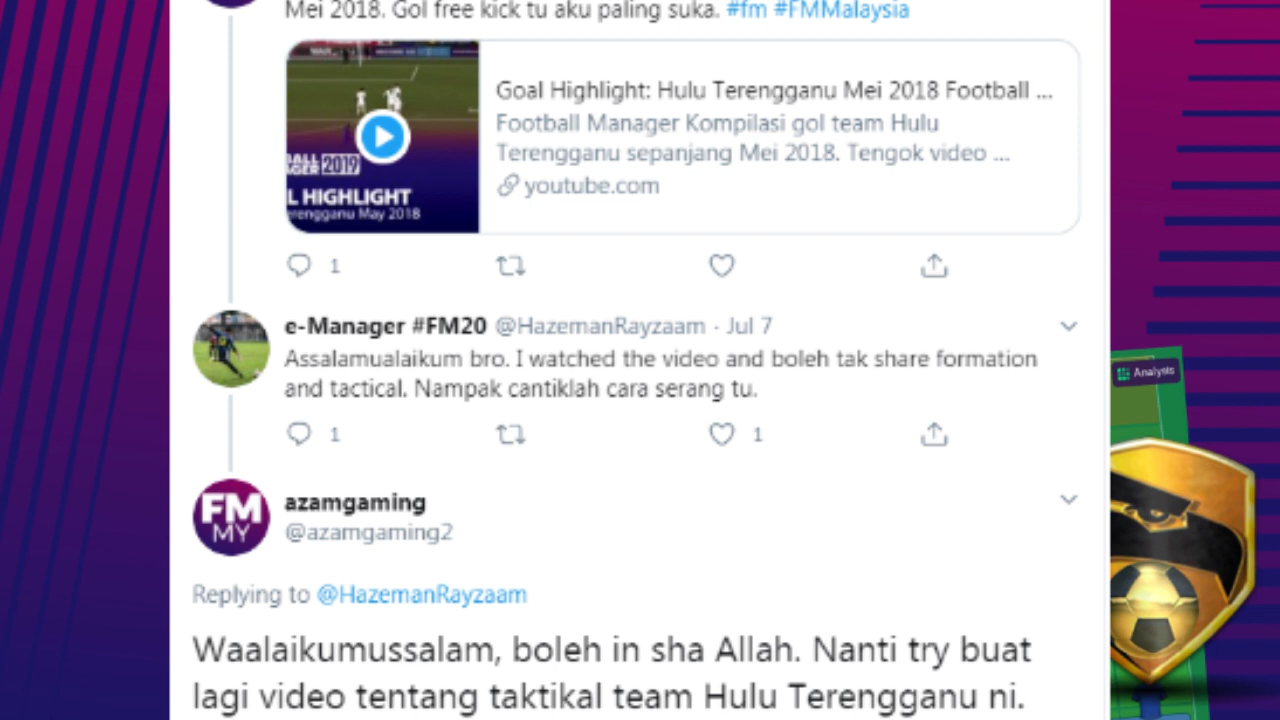 Mei 2018. Gol free kick tu aku paling suka. #fm #FMMalaysia
Goal Highlight: Hulu Terengganu Mei 2018 Football ...
Football Manager Kompilasi gol team Hulu
Terengganu sepanjang Mei 2018. Tengok video ...
youtube.com
2019
L HIGHLIGHT
erengganu May 2018
1
e-Manager #FM20 @HazemanRayzaam · Jul 7
Assalamualaikum bro. I watched the video and boleh tak share formation
and tactical. Nampak cantiklah cara serang tu.
1 1
Analysis
FM
MY
azamgaming
@azamgaming2
Replying to @HazemanRayzaam
Waalaikumussalam, boleh in sha Allah. Nanti try buat
lagi video tentang taktikal team Hulu Terengganu ni.